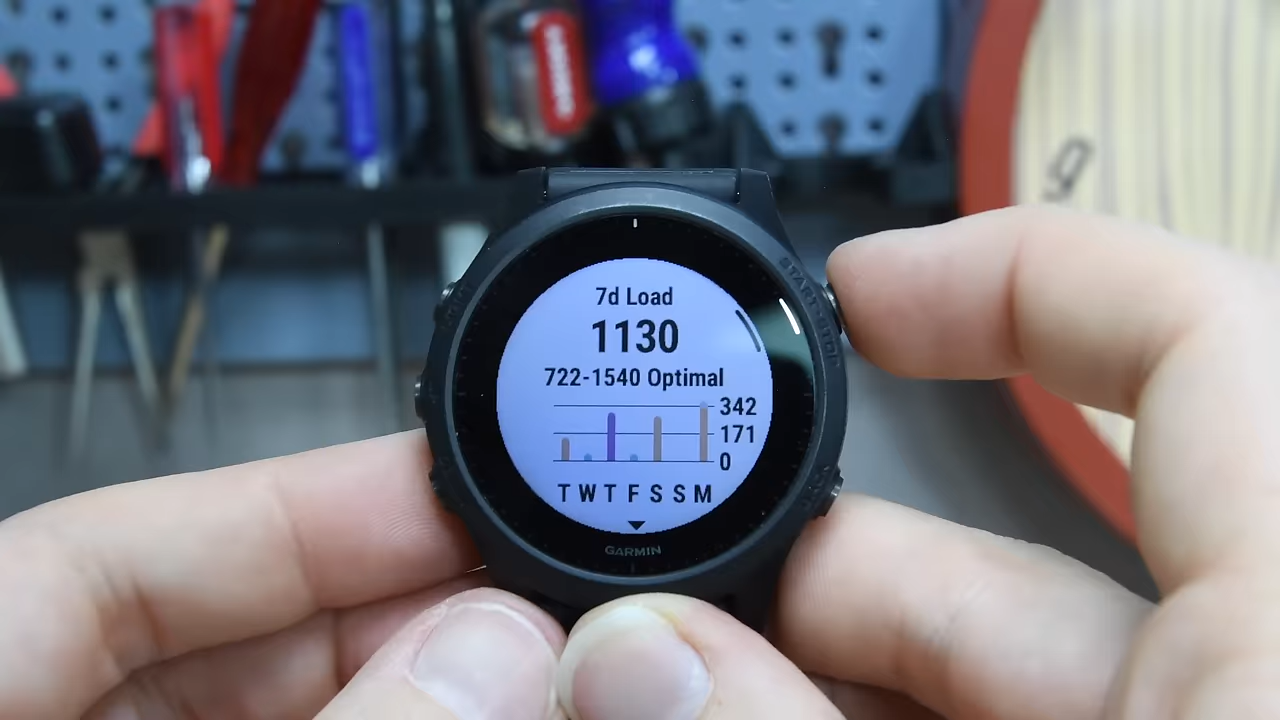 7d Load
1130
722-1540 Optimal
342
171
0
T W T F S S M
GARMIN
START·STOP